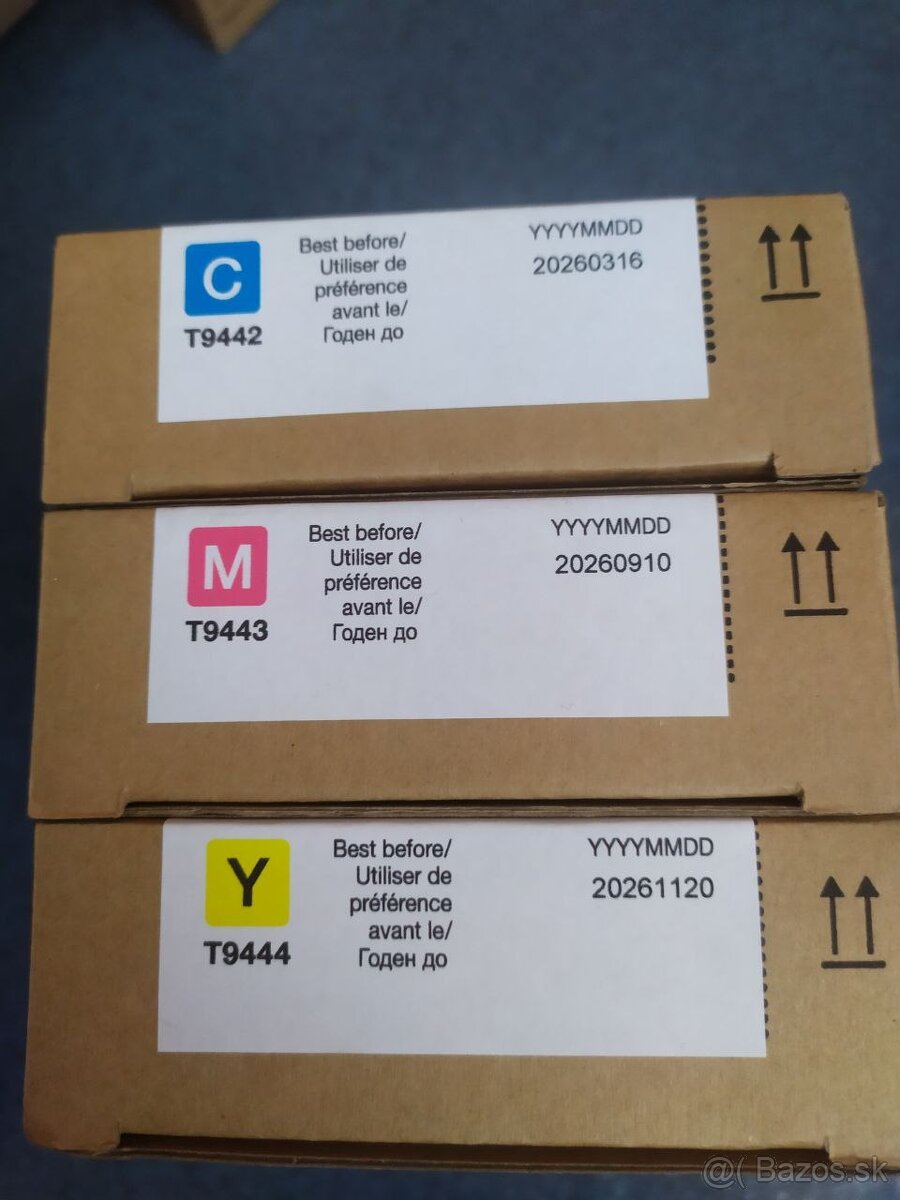 C
T9442
Best before/
Utiliser de
préférence
avant le/
Годен до
YYYYMMDD
20260316
M
T9443
Best before/
Utiliser de
préférence
avant le/
Годен до
YYYYMMDD
20260910
Y
T9444
Best before/
Utiliser de
préférence
avant le/
Годен до
YYYYMMDD
20261120
@( Bazos.sk